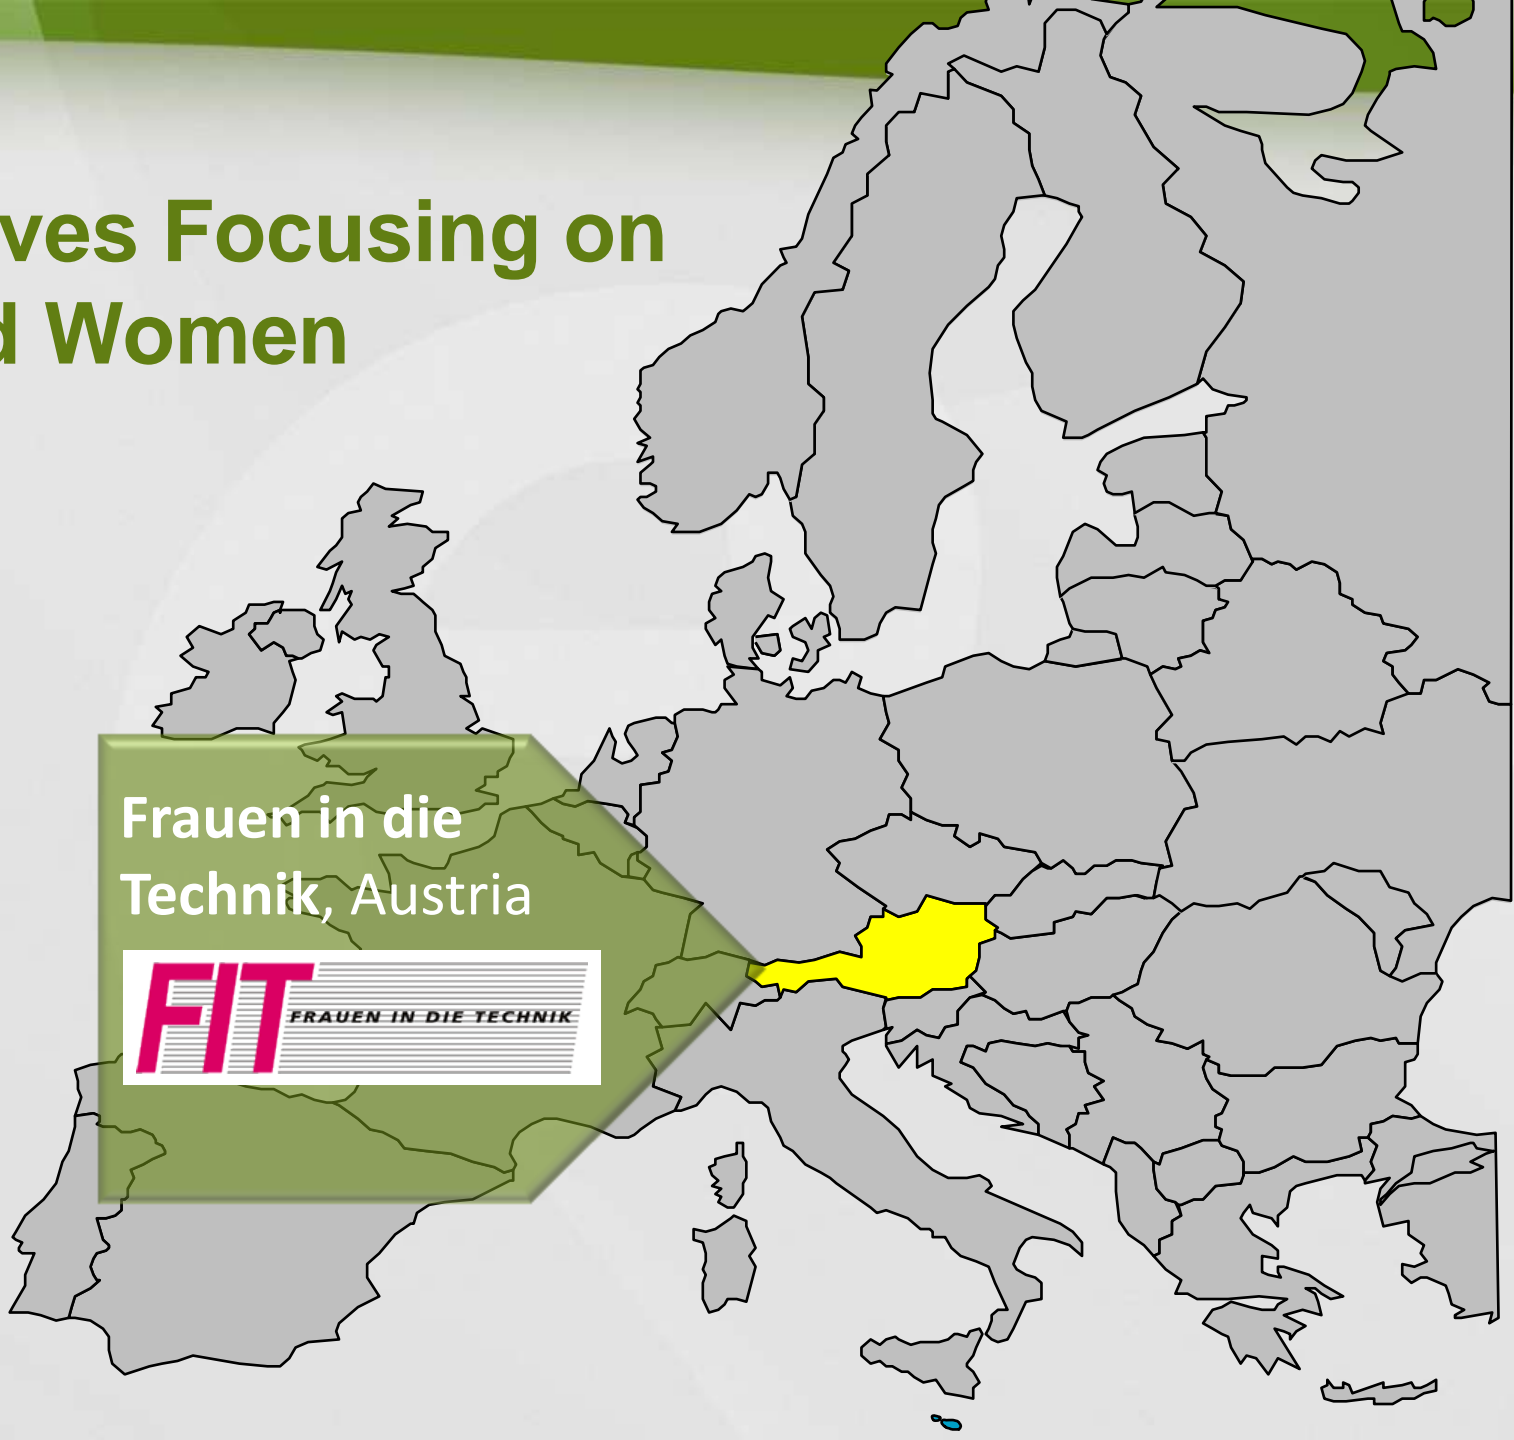 ves Focusing on
d Women
Frauen in die
Technik, Austria
FIT
FRAUEN IN DIE TECHNIK